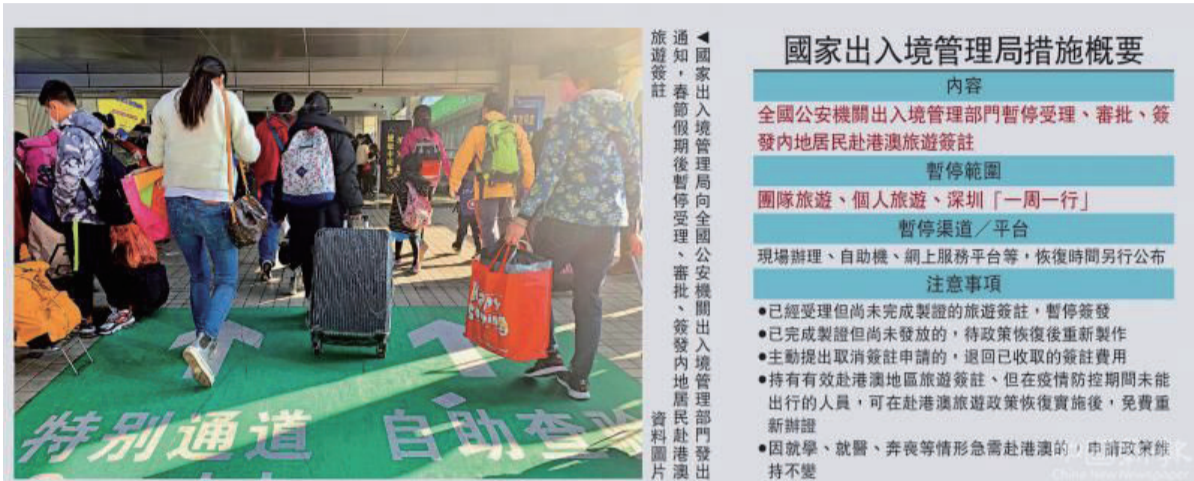 特别通道 自助查
Happy
◀國家出入境管理局向全國公安機關出入境管理部門發出
通知，春節假期後暫停受理、審批、簽發內地居民赴港澳
旅遊簽註
資料圖片
國家出入境管理局措施概要
內容
全國公安機關出入境管理部門暫停受理、審批、簽
發內地居民赴港澳旅遊簽註
暫停範圍
團隊旅遊、個人旅遊、深圳「一周一行」
暫停渠道／平台
現場辦理、自助機、網上服務平台等，恢復時間另行公布
注意事項
●已經受理但尚未完成製證的旅遊簽註，暫停簽發
●已完成製證但尚未發放的，待政策恢復後重新製作
●主動提出取消簽註申請的，退回已收取的簽註費用
●持有有效赴港澳地區旅遊簽註、但在疫情防控期間未能
出行的人員，可在赴港澳旅遊政策恢復實施後，免費重
新辦證
●因就學、就醫、奔喪等情形急需赴港澳的，申請政策維
持不變